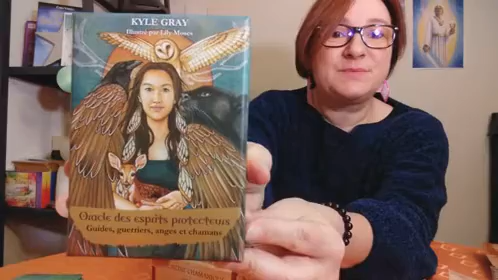 KYLE GRAY
Illustré par Lily Moses
Oracle des esprits protecteurs
Guides, guerriers, anges et chamans